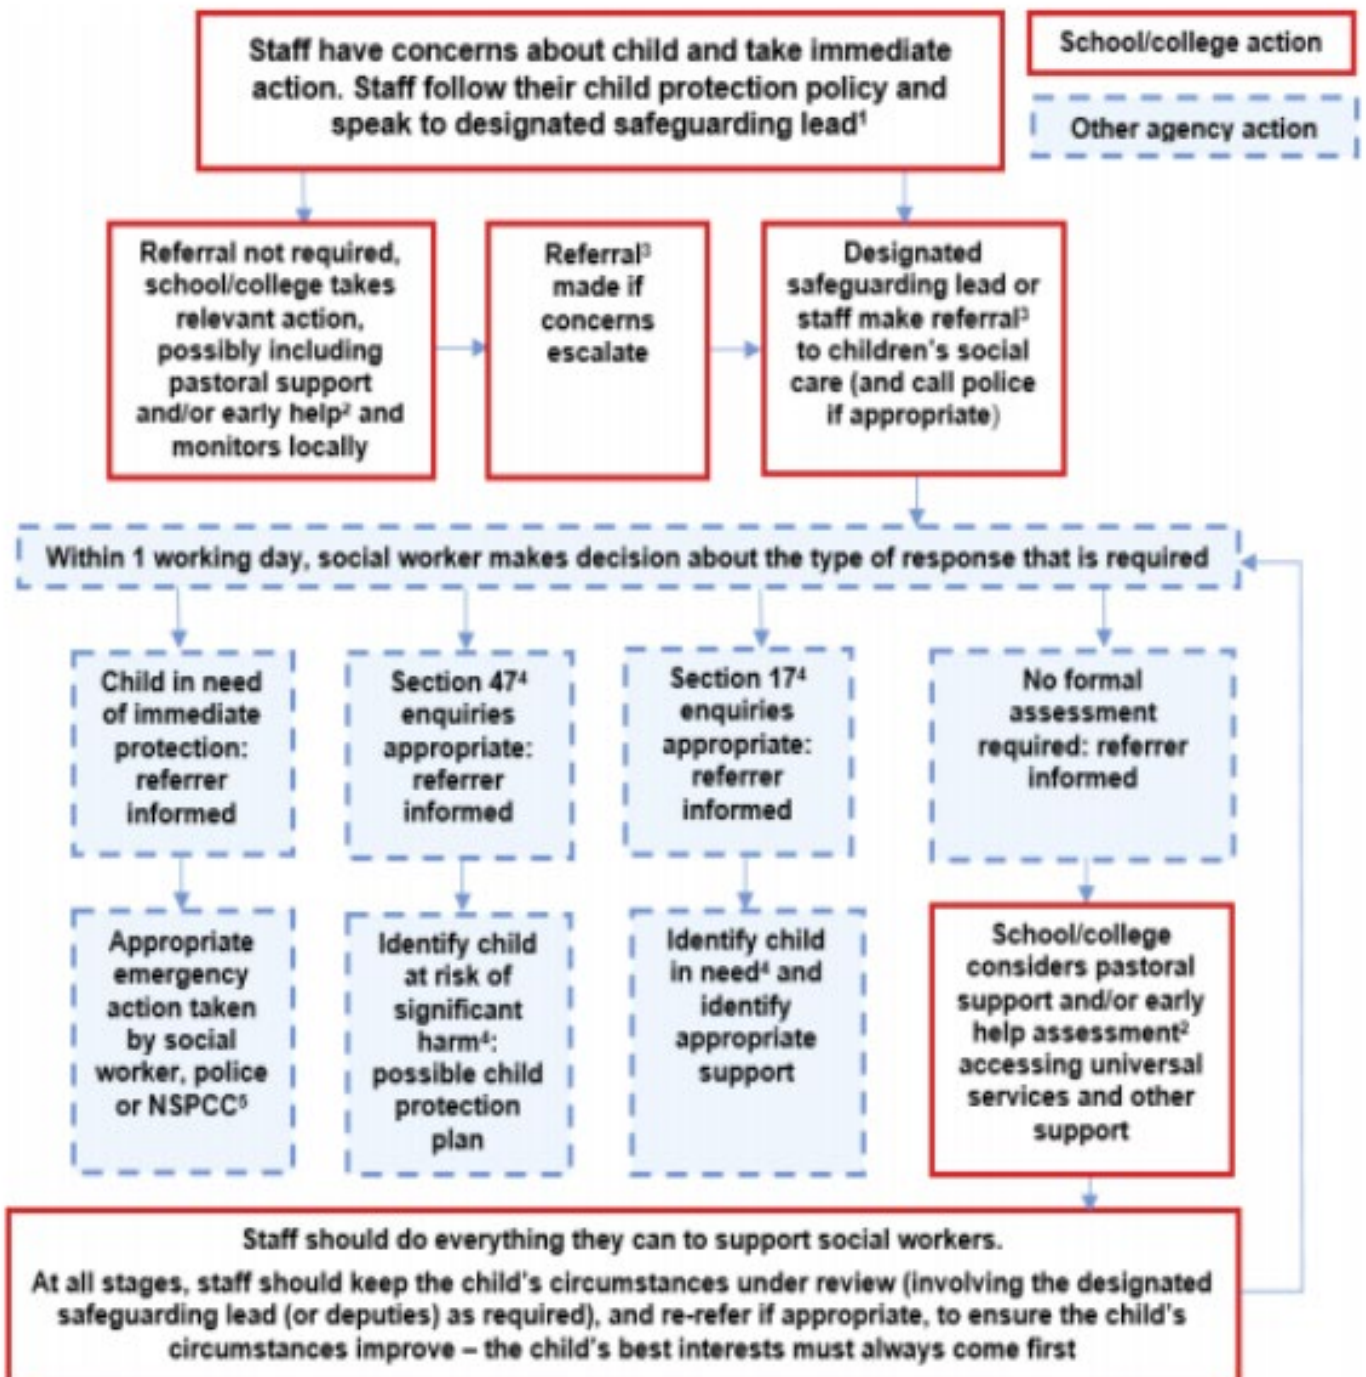 Staff have concerns about child and take immediate
action. Staff follow their child protection policy and
speak to designated safeguarding lead¹
School/college action
Other agency action
Referral not required,
school/college takes
relevant action,
possibly including
pastoral support
and/or early help² and
monitors locally
Referral³
made if
concerns
escalate
Designated
safeguarding lead or
staff make referral³
to children's social
care (and call police
if appropriate)
Within 1 working day, social worker makes decision about the type of response that is required
Child in need
of immediate
protection:
referrer
informed
Section 47⁴
enquiries
appropriate:
referrer
informed
Section 17⁴
enquiries
appropriate:
referrer
informed
No formal
assessment
required: referrer
informed
Appropriate
emergency
action taken
by social
worker, police
or NSPCC⁵
Identify child
at risk of
significant
harm⁴:
possible child
protection
plan
Identify child
in need⁴ and
identify
appropriate
support
School/college
considers pastoral
support and/or early
help assessment²
accessing universal
services and other
support
Staff should do everything they can to support social workers.
At all stages, staff should keep the child's circumstances under review (involving the designated
safeguarding lead (or deputies) as required), and re-refer if appropriate, to ensure the child's
circumstances improve – the child's best interests must always come first